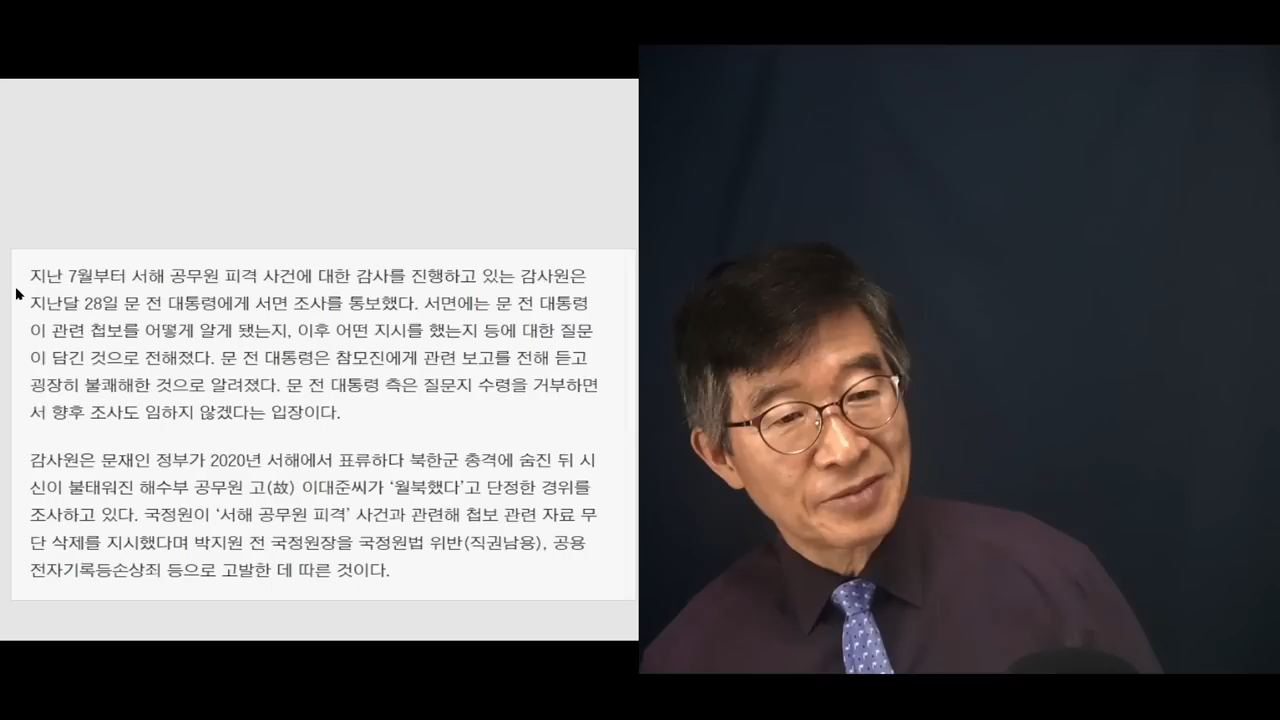 지난 7월부터 서해 공무원 피격 사건에 대한 감사를 진행하고 있는 감사원은
지난달 28일 문 전 대통령에게 서면 조사를 통보했다. 서면에는 문 전 대통령
이 관련 첩보를 어떻게 알게 됐는지, 이후 어떤 지시를 했는지 등에 대한 질문
이 담긴 것으로 전해졌다. 문 전 대통령은 참모진에게 관련 보고를 전해 듣고
굉장히 불쾌해한 것으로 알려졌다. 문 전 대통령 측은 질문지 수령을 거부하면
서 향후 조사도 임하지 않겠다는 입장이다.
감사원은 문재인 정부가 2020년 서해에서 표류하다 북한군 총격에 숨진 뒤 시
신이 불태워진 해수부 공무원 고(故) 이대준씨가 ‘월북했다’고 단정한 경위를
조사하고 있다. 국정원이 ‘서해 공무원 피격’ 사건과 관련해 첩보 관련 자료 무
단 삭제를 지시했다며 박지원 전 국정원장을 국정원법 위반(직권남용), 공용
전자기록등손상죄 등으로 고발한 데 따른 것이다.